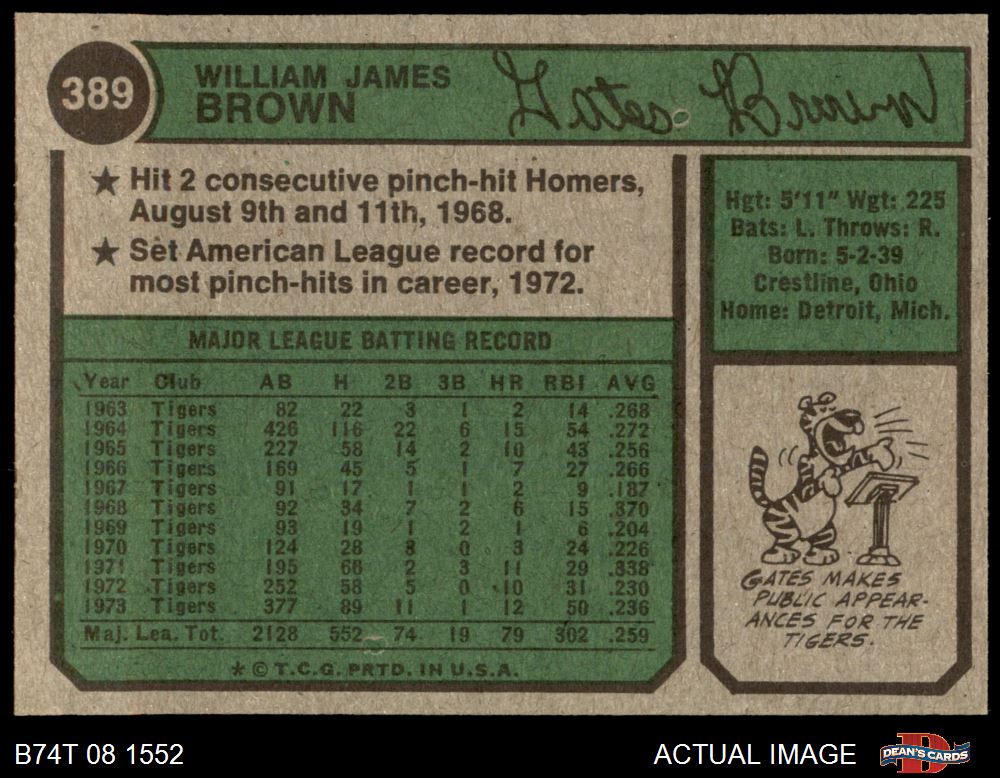 389
WILLIAM JAMES
BROWN
Gates Brown
★ Hit 2 consecutive pinch-hit Homers,
August 9th and 11th, 1968.
★ Set American League record for
most pinch-hits in career, 1972.
Hgt: 5'11" Wgt: 225
Bats: L. Throws: R.
Born: 5-2-39
Crestline, Ohio
Home: Detroit, Mich.
MAJOR LEAGUE BATTING RECORD
Year Club AB H 2B 3B HR RBI AVG
1963 Tigers 82 22 3 1 2 14 .268
1964 Tigers 426 116 22 6 15 54 .272
1965 Tigers 227 58 14 2 10 43 .256
1966 Tigers 169 45 5 1 7 27 .266
1967 Tigers 91 17 1 1 2 9 .187
1968 Tigers 92 34 7 2 6 15 .370
1969 Tigers 93 19 1 2 1 6 .204
1970 Tigers 124 28 8 0 3 24 .226
1971 Tigers 195 66 2 3 11 29 .338
1972 Tigers 252 58 5 0 10 31 .230
1973 Tigers 377 89 11 1 12 50 .236
Maj. Lea. Tot. 2128 552 74 19 79 302 .259
* © T.C.G. PRTD. IN U.S.A.
GATES MAKES
PUBLIC APPEAR-
ANCES FOR THE
TIGERS.
B74T 08 1552
ACTUAL IMAGE
DEAN'S CARDS